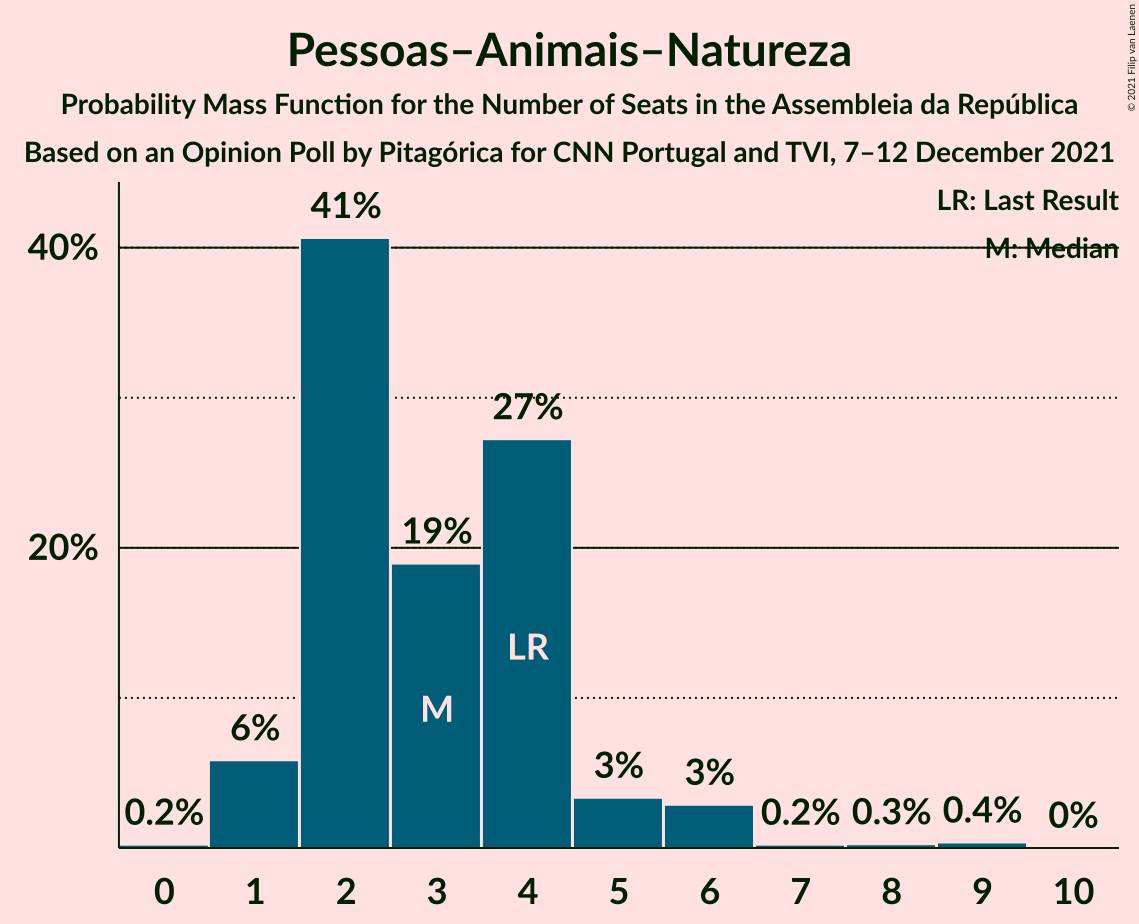 Pessoas–Animais–Natureza
Probability Mass Function for the Number of Seats in the Assembleia da República
Based on an Opinion Poll by Pitagórica for CNN Portugal and TVI, 7–12 December 2021
© 2021 Filip van Laenen
LR: Last Result
M: Median
40%
20%
0.2%
6%
41%
19%
27%
3%
3%
0.2%
0.3%
0.4%
0%
LR
M
0 1 2 3 4 5 6 7 8 9 10